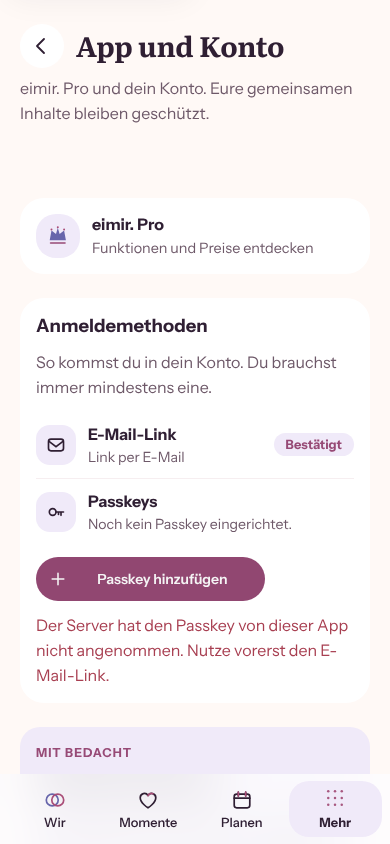 App und Konto
eimir. Pro und dein Konto. Eure gemeinsamen
Inhalte bleiben geschützt.
eimir. Pro
Funktionen und Preise entdecken
Anmeldemethoden
So kommst du in dein Konto. Du brauchst
immer mindestens eine.
E-Mail-Link
Bestätigt
Link per E-Mail
Passkeys
Noch kein Passkey eingerichtet.
Passkey hinzufügen
Der Server hat den Passkey von dieser App
nicht angenommen. Nutze vorerst den E-
Mail-Link.
MIT BEDACHT
Wir
Momente
Planen
Mehr